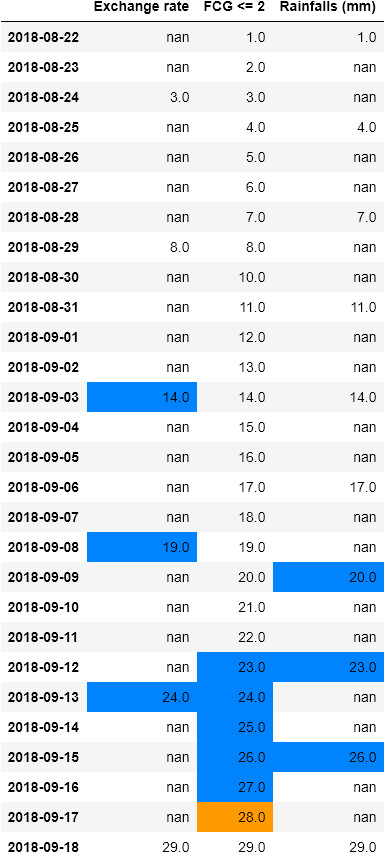 Exchange rate FCG <= 2 Rainfalls (mm)
2018-08-22 nan 1.0 1.0
2018-08-23 nan 2.0 nan
2018-08-24 3.0 3.0 nan
2018-08-25 nan 4.0 4.0
2018-08-26 nan 5.0 nan
2018-08-27 nan 6.0 nan
2018-08-28 nan 7.0 7.0
2018-08-29 8.0 8.0 nan
2018-08-30 nan 10.0 nan
2018-08-31 nan 11.0 11.0
2018-09-01 nan 12.0 nan
2018-09-02 nan 13.0 nan
2018-09-03 14.0 14.0 14.0
2018-09-04 nan 15.0 nan
2018-09-05 nan 16.0 nan
2018-09-06 nan 17.0 17.0
2018-09-07 nan 18.0 nan
2018-09-08 19.0 19.0 nan
2018-09-09 nan 20.0 20.0
2018-09-10 nan 21.0 nan
2018-09-11 nan 22.0 nan
2018-09-12 nan 23.0 23.0
2018-09-13 24.0 24.0 nan
2018-09-14 nan 25.0 nan
2018-09-15 nan 26.0 26.0
2018-09-16 nan 27.0 nan
2018-09-17 nan 28.0 nan
2018-09-18 29.0 29.0 29.0